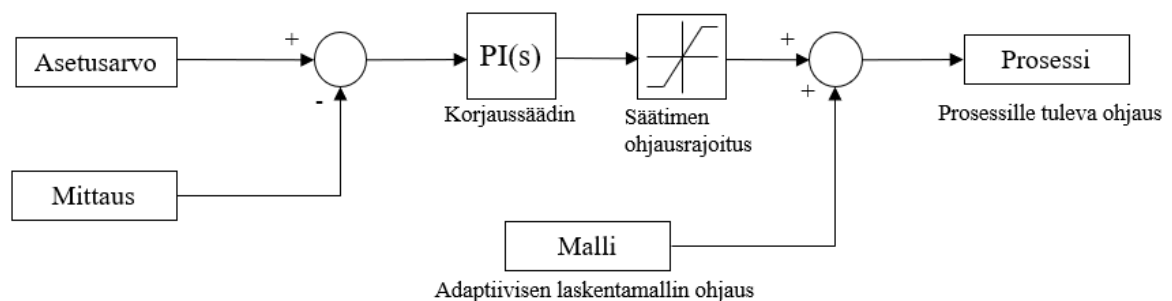 +
+
Asetusarvo
PI(s)
Prosessi
-
+
Korjaussäädin
Säätimen
ohjausrajoitus
Prosessille tuleva ohjaus
Mittaus
Malli
Adaptiivisen laskentamallin ohjaus